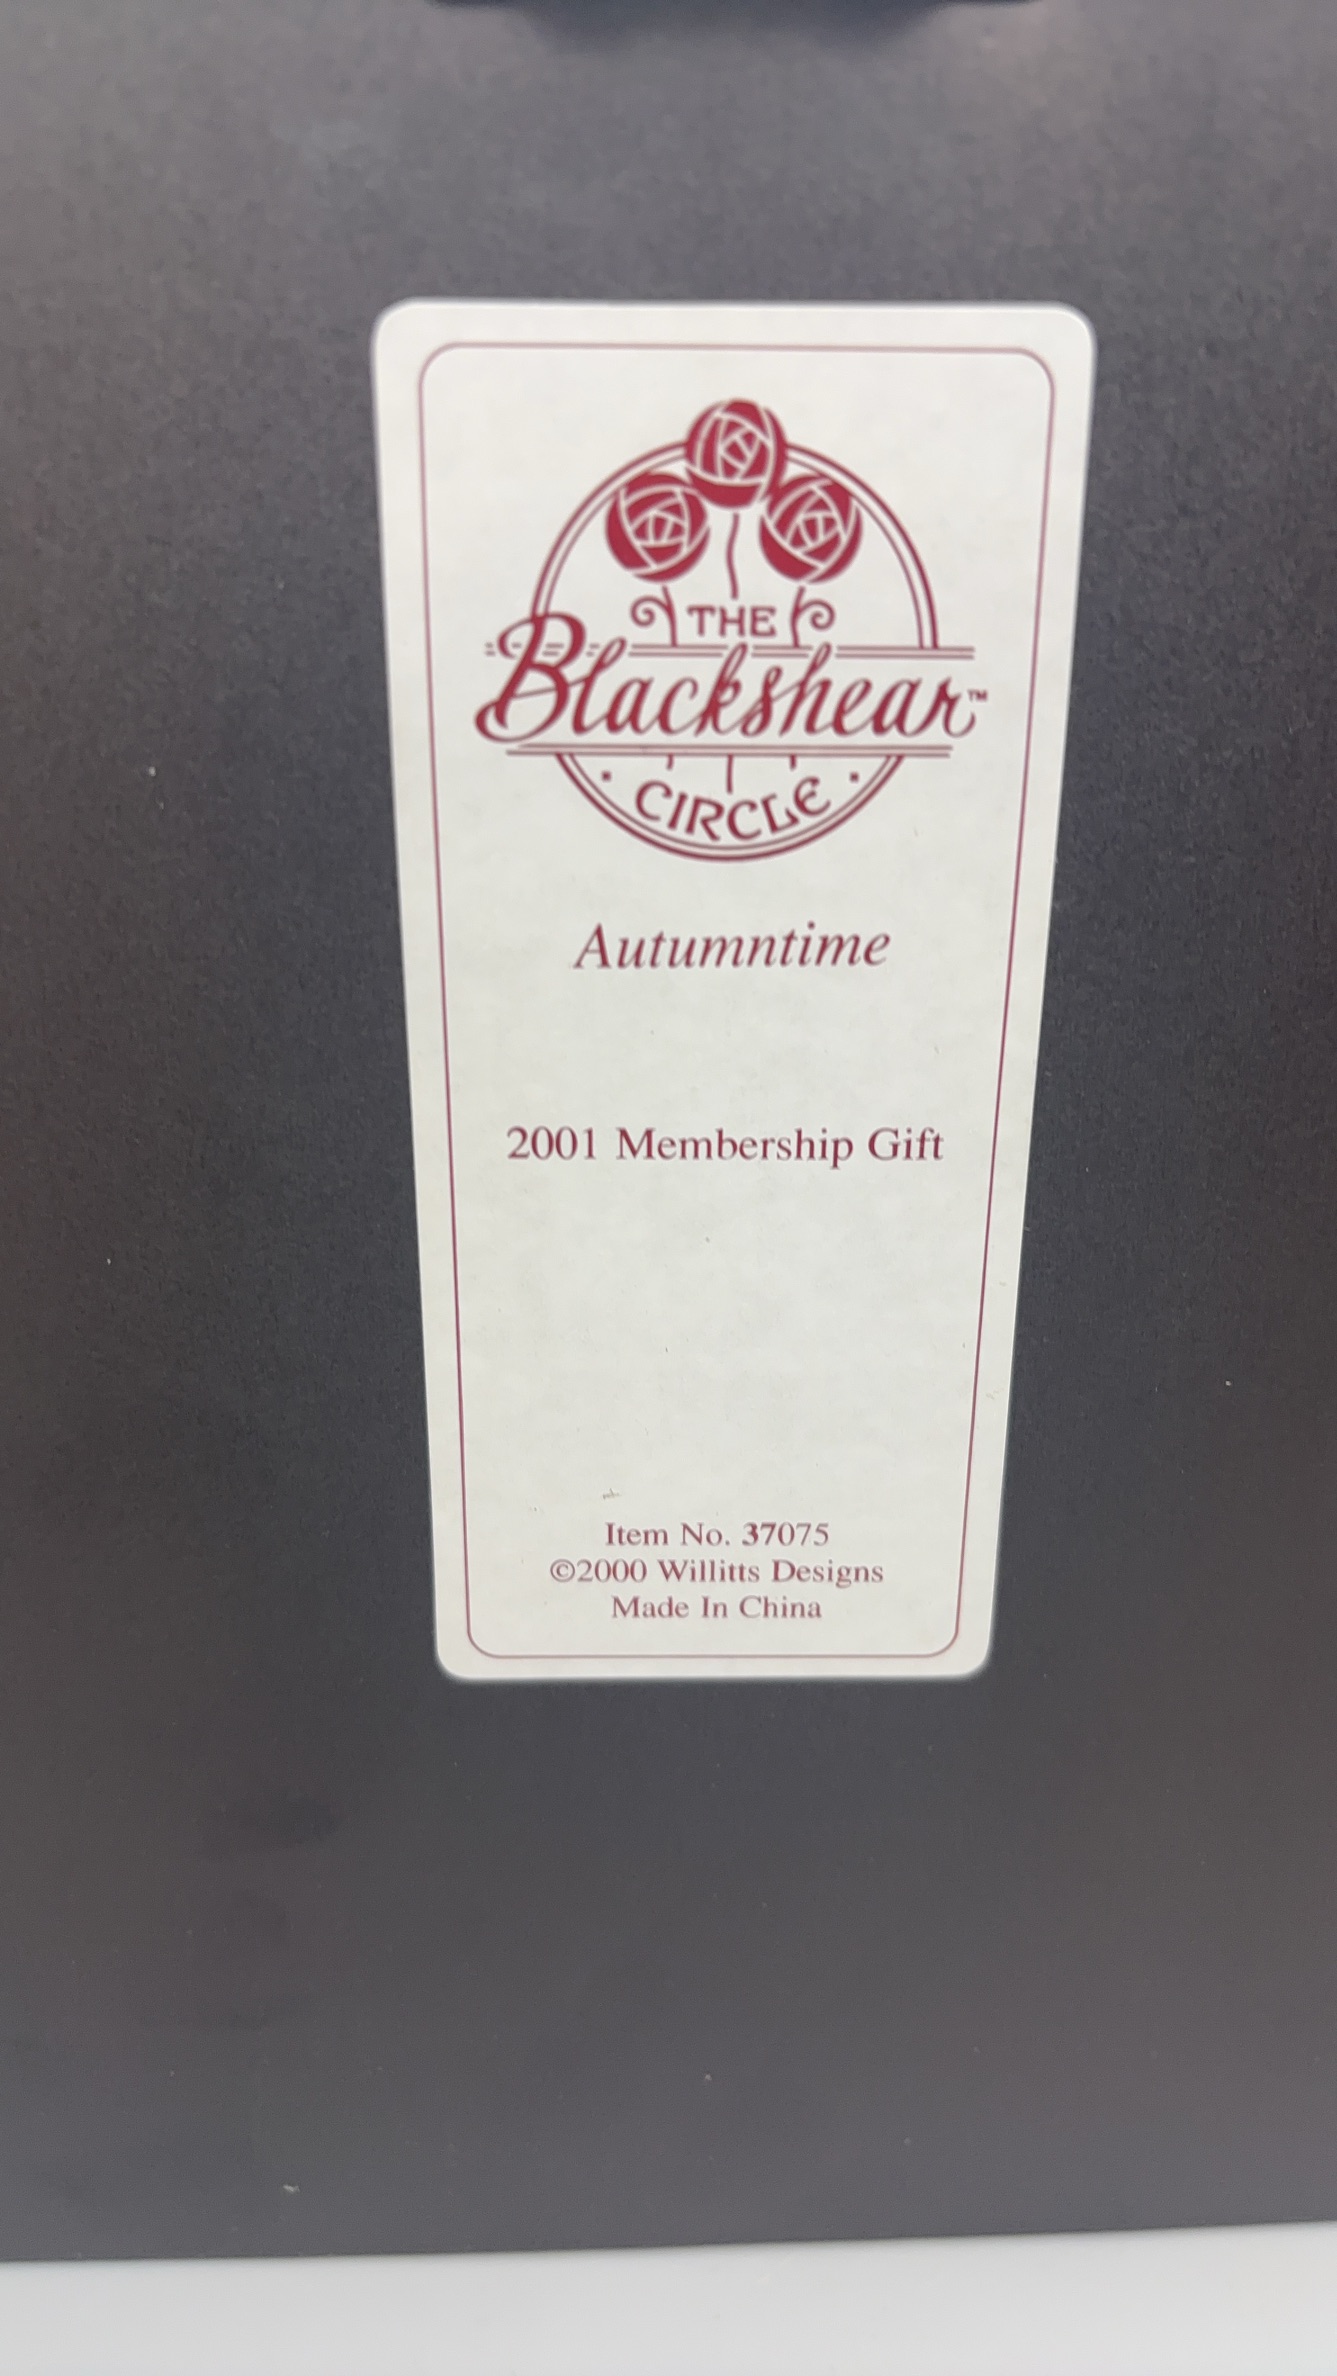 THE
Blackshear™
· CIRCLE ·
Autumntime
2001 Membership Gift
Item No. 37075
©2000 Willitts Designs
Made In China